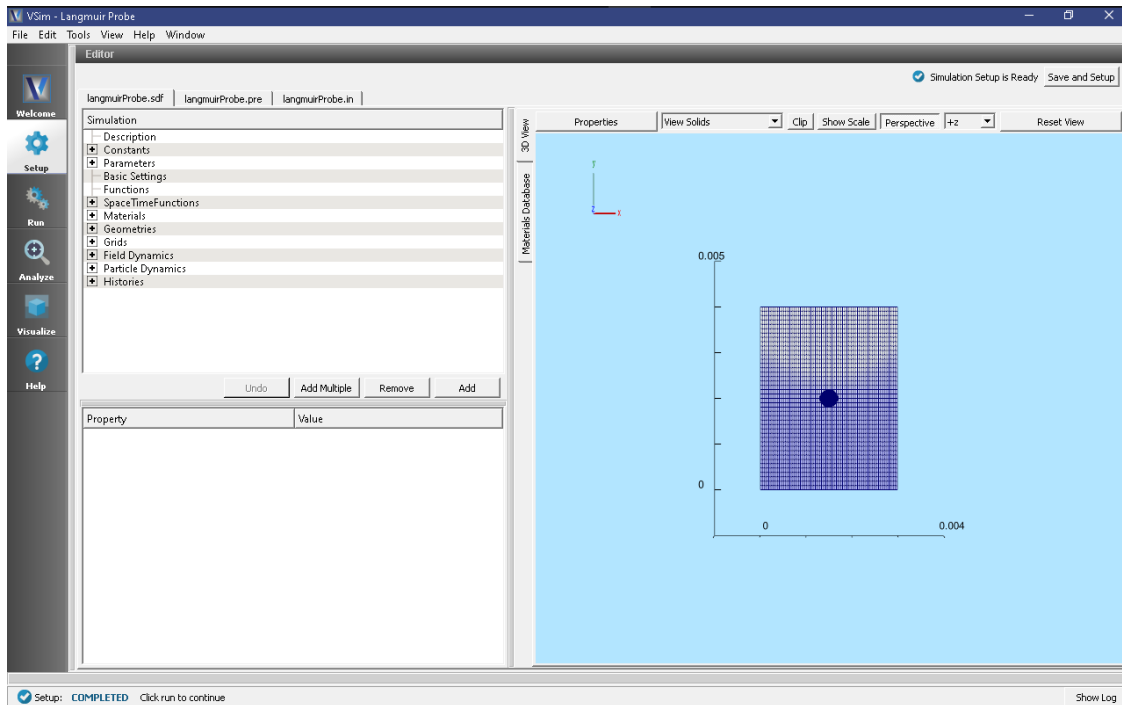 VSim - Langmuir Probe
File Edit Tools View Help Window
Editor
Simulation Setup is Ready Save and Setup
Welcome
Setup
Run
Analyze
Visualize
Help
langmuirProbe.sdf langmuirProbe.pre langmuirProbe.in
Simulation
Description
Constants
Parameters
Basic Settings
Functions
SpaceTimeFunctions
Materials
Geometries
Grids
Field Dynamics
Particle Dynamics
Histories
Undo Add Multiple Remove Add
Property Value
3D View
Materials Database
Properties View Solids Clip Show Scale Perspective +z Reset View
Y
z x
0.005
0
0 0.004
Setup: COMPLETED Click run to continue
Show Log